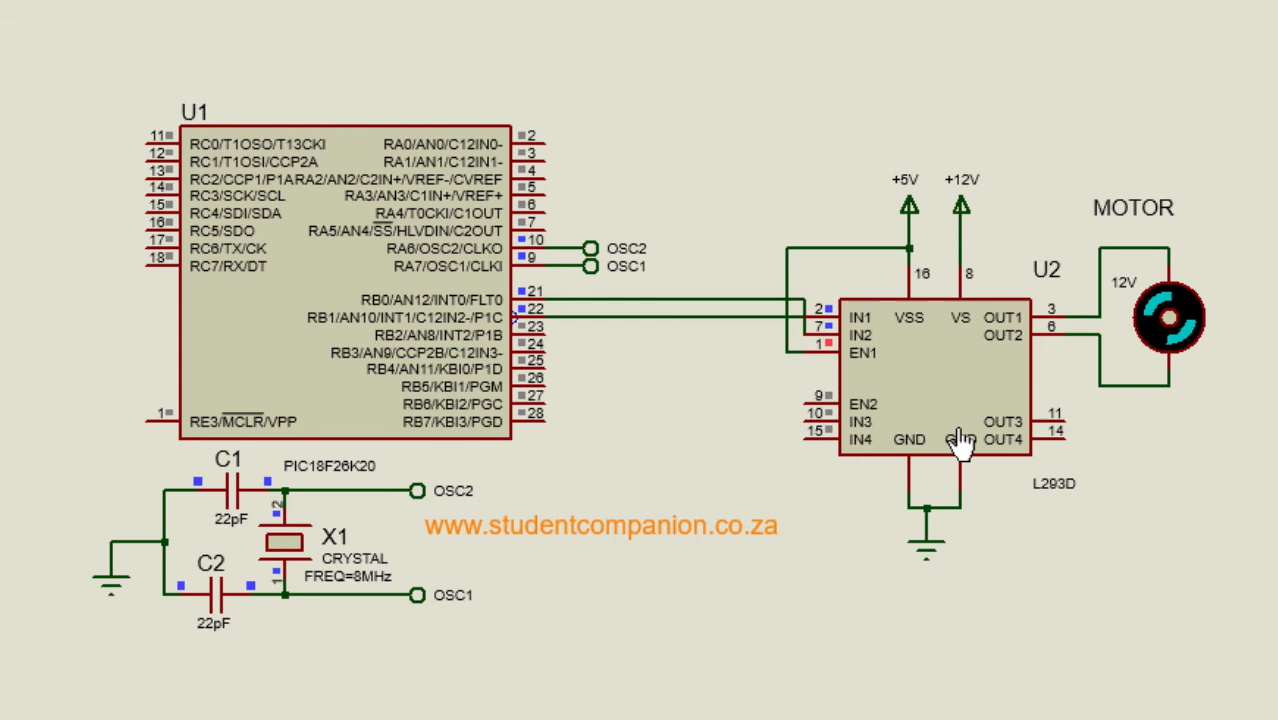 U1
11 RC0/T1OSO/T13CKI RA0/AN0/C12IN0- 2
12 RC1/T1OSI/CCP2A RA1/AN1/C12IN1- 3
13 RC2/CCP1/P1A RA2/AN2/C2IN+/VREF-/CVREF 4
14 RC3/SCK/SCL RA3/AN3/C1IN+/VREF+ 5
15 RC4/SDI/SDA RA4/T0CKI/C1OUT 6
16 RC5/SDO RA5/AN4/SS/HLVDIN/C2OUT 7
17 RC6/TX/CK RA6/OSC2/CLKO 10 OSC2
18 RC7/RX/DT RA7/OSC1/CLKI 9 OSC1
RB0/AN12/INT0/FLT0 21
RB1/AN10/INT1/C12IN2-/P1C 22
RB2/AN8/INT2/P1B 23
RB3/AN9/CCP2B/C12IN3- 24
RB4/AN11/KBI0/P1D 25
RB5/KBI1/PGM 26
RB6/KBI2/PGC 27
1 RE3/MCLR/VPP RB7/KBI3/PGD 28
PIC18F26K20
+5V +12V
MOTOR
12V
U2
16 8
2 IN1 VSS VS OUT1 3
7 IN2 OUT2 6
1 EN1
9 EN2
10 IN3 OUT3 11
15 IN4 GND OUT4 14
L293D
C1
22pF
OSC2
2
X1
CRYSTAL
FREQ=8MHz
1
C2
22pF
OSC1
www.studentcompanion.co.za